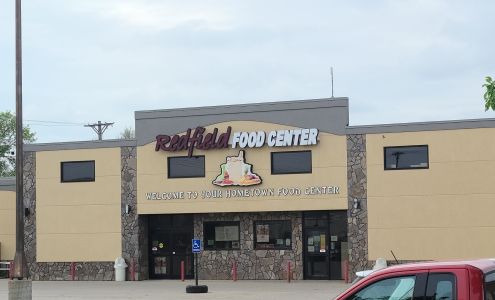 Redfield FOOD CENTER
WELCOME TO YOUR HOMETOWN FOOD CENTER